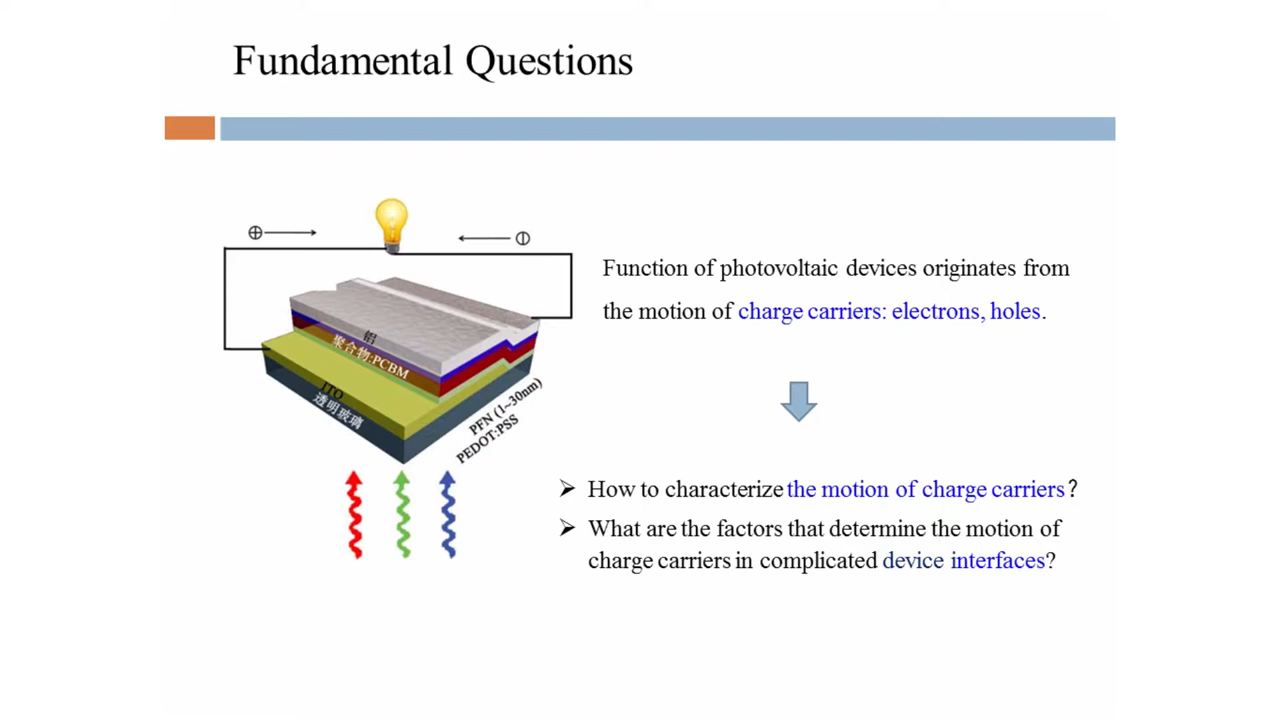 Fundamental Questions
⊕
铝
聚合物:PCBM
ITO
透明玻璃
PFN (1~30nm)
PEDOT:PSS
Function of photovoltaic devices originates from
the motion of charge carriers: electrons, holes.
➢ How to characterize the motion of charge carriers?
➢ What are the factors that determine the motion of
charge carriers in complicated device interfaces?